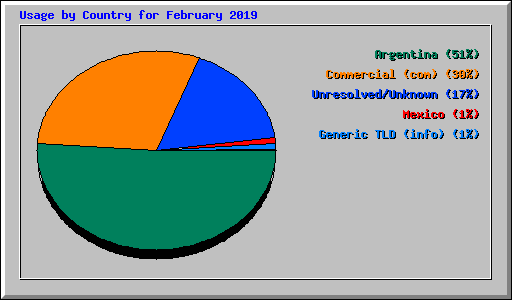 Usage by Country for February 2019
Argentina (51%)
Commercial (com) (30%)
Unresolved/Unknown (17%)
Mexico (1%)
Generic TLD (info) (1%)